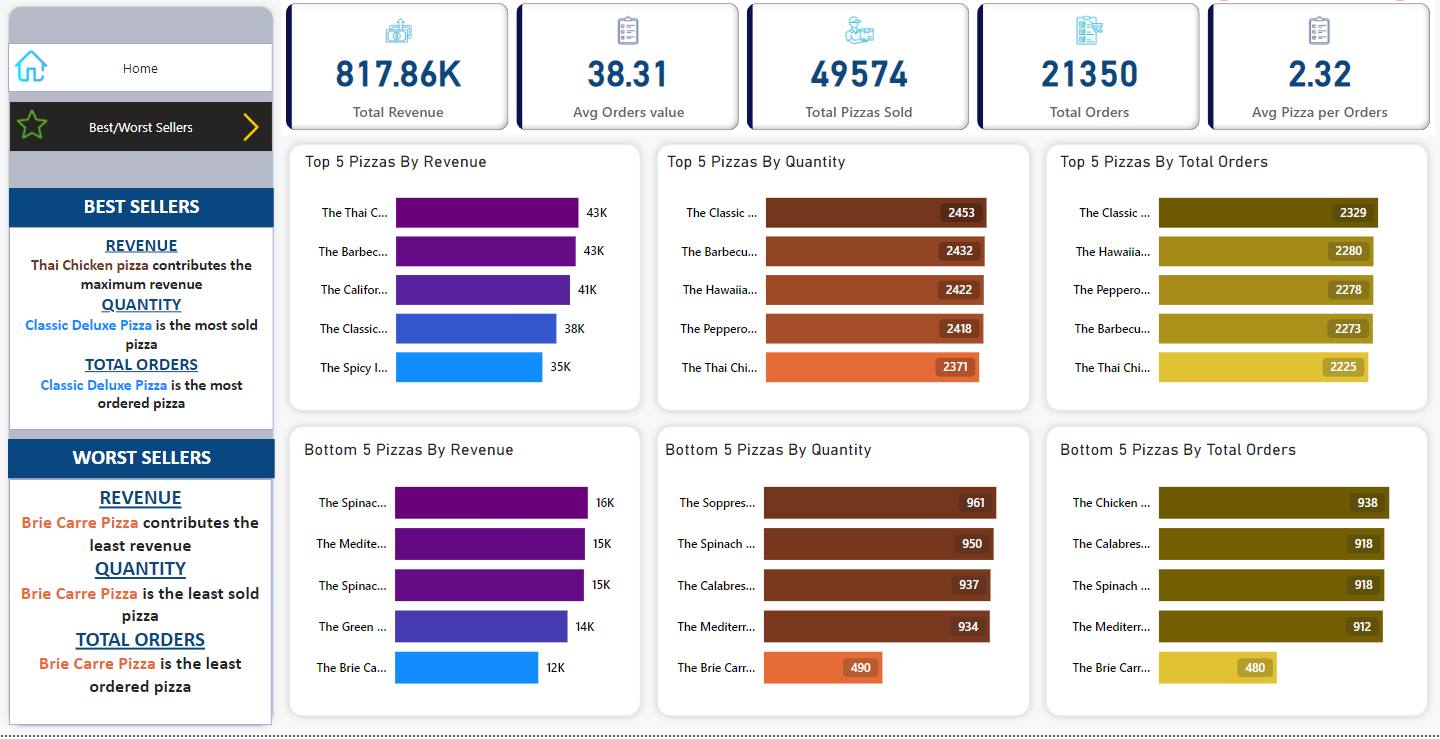 Home
Best/Worst Sellers
BEST SELLERS
REVENUE
Thai Chicken pizza contributes the
maximum revenue
QUANTITY
Classic Deluxe Pizza is the most sold
pizza
TOTAL ORDERS
Classic Deluxe Pizza is the most
ordered pizza
WORST SELLERS
REVENUE
Brie Carre Pizza contributes the
least revenue
QUANTITY
Brie Carre Pizza is the least sold
pizza
TOTAL ORDERS
Brie Carre Pizza is the least
ordered pizza
817.86K
Total Revenue
38.31
Avg Orders value
49574
Total Pizzas Sold
21350
Total Orders
2.32
Avg Pizza per Orders
Top 5 Pizzas By Revenue
The Thai C... 43K
The Barbec... 43K
The Califor... 41K
The Classic... 38K
The Spicy I... 35K
Top 5 Pizzas By Quantity
The Classic ... 2453
The Barbecu... 2432
The Hawaiia... 2422
The Peppero... 2418
The Thai Chi... 2371
Top 5 Pizzas By Total Orders
The Classic ... 2329
The Hawaiia... 2280
The Peppero... 2278
The Barbecu... 2273
The Thai Chi... 2225
Bottom 5 Pizzas By Revenue
The Spinac... 16K
The Medite... 15K
The Spinac... 15K
The Green ... 14K
The Brie Ca... 12K
Bottom 5 Pizzas By Quantity
The Soppres... 961
The Spinach ... 950
The Calabres... 937
The Mediterr... 934
The Brie Carr... 490
Bottom 5 Pizzas By Total Orders
The Chicken ... 938
The Calabres... 918
The Spinach ... 918
The Mediterr... 912
The Brie Carr... 480